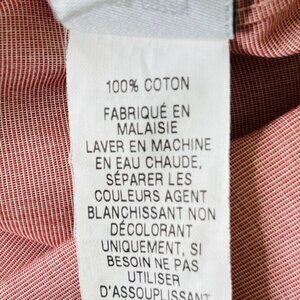 100% COTON
FABRIQUÉ EN
MALAISIE
LAVER EN MACHINE
EN EAU CHAUDE,
SÉPARER LES
COULEURS AGENT
BLANCHISSANT NON
DÉCOLORANT
UNIQUEMENT, SI
BESOIN NE PAS
UTILISER
D'ASSOUPLISSANT